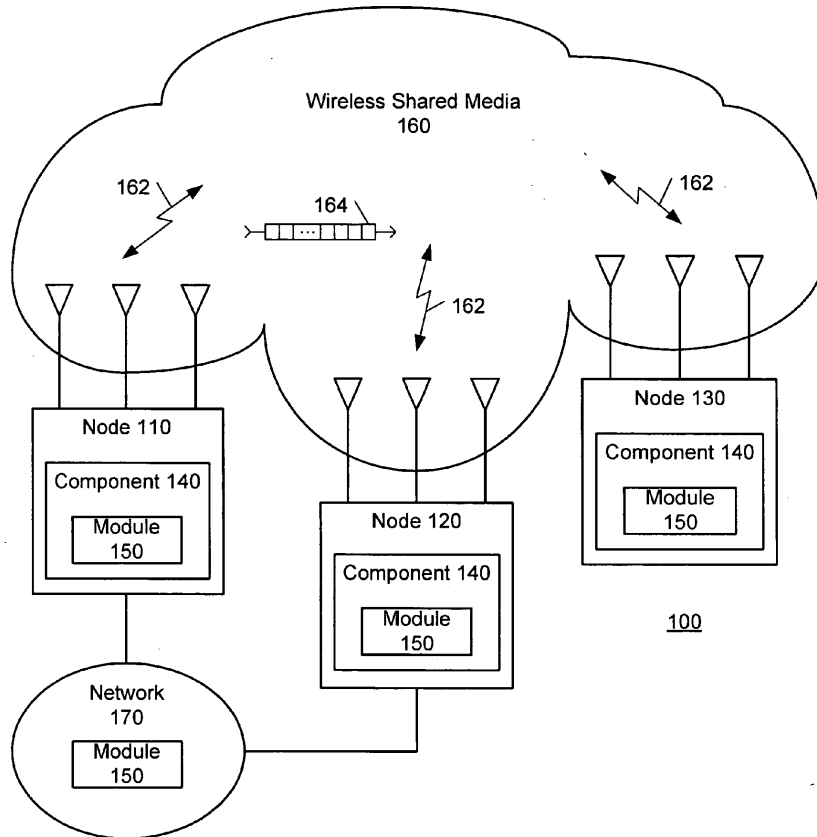 Wireless Shared Media
160
162
164
162
162
Node 110
Component 140
Module
150
Node 120
Component 140
Module
150
Node 130
Component 140
Module
150
100
Network
170
Module
150